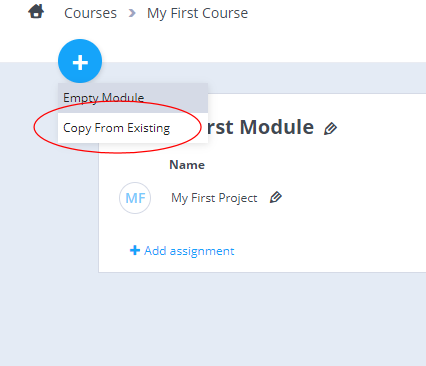 Courses > My First Course
+
Empty Module
Copy From Existing
rst Module
Name
MF My First Project
+ Add assignment